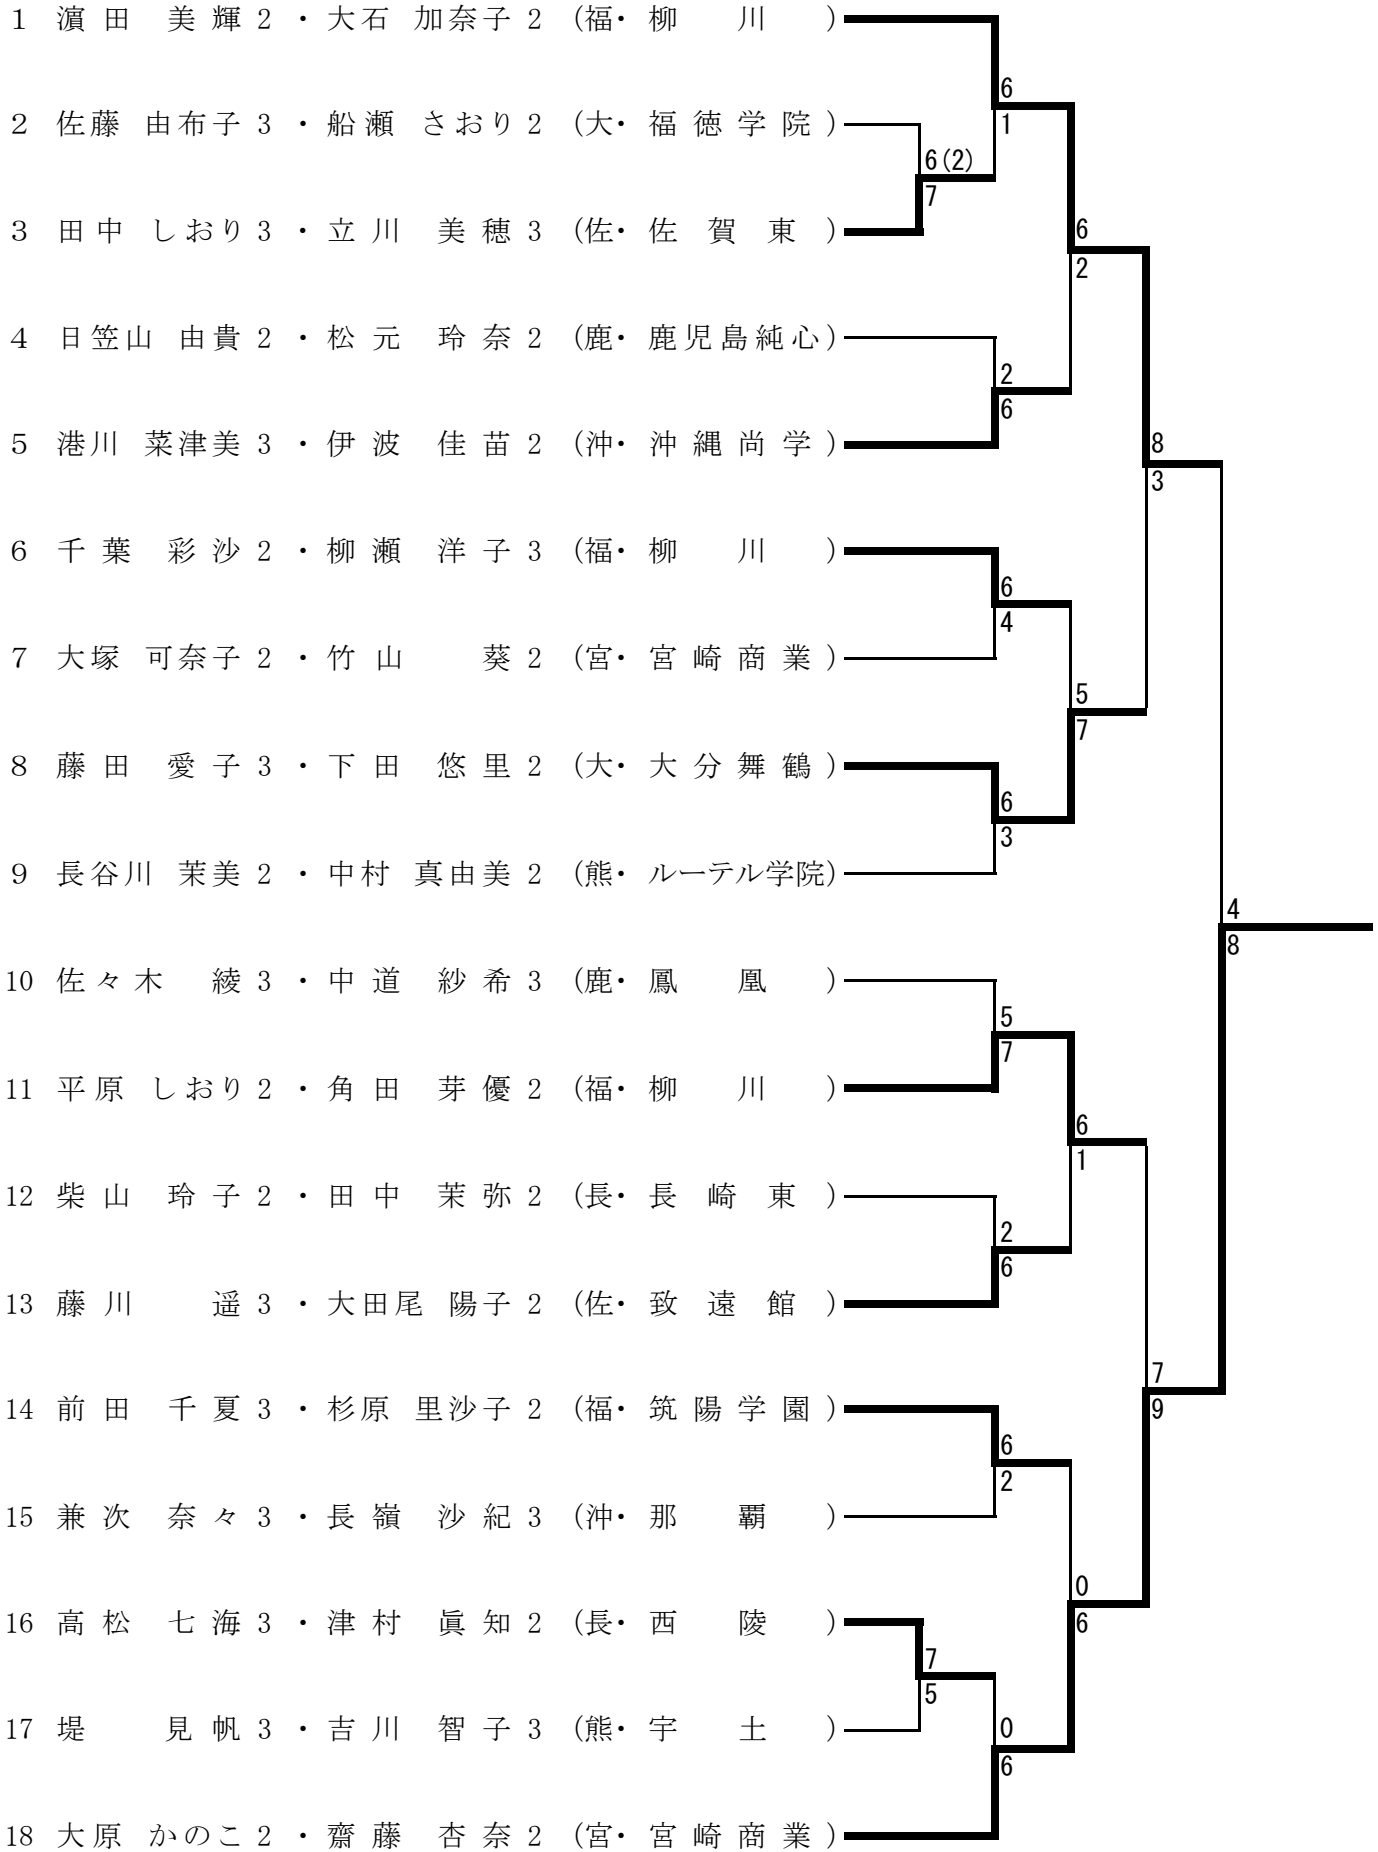 1 濵田 美輝 2 ・ 大石 加奈子 2 (福・ 柳川 )
6
1
2 佐藤 由布子 3 ・ 船瀬 さおり 2 (大・ 福徳学院 )
6(2)
7
3 田中 しおり 3 ・ 立川 美穂 3 (佐・ 佐賀東 )
6
2
4 日笠山 由貴 2 ・ 松元 玲奈 2 (鹿・ 鹿児島純心)
2
6
5 港川 菜津美 3 ・ 伊波 佳苗 2 (沖・ 沖縄尚学 )
8
3
6 千葉 彩沙 2 ・ 柳瀬 洋子 3 (福・ 柳川 )
6
4
7 大塚 可奈子 2 ・ 竹山 葵 2 (宮・ 宮崎商業 )
5
7
8 藤田 愛子 3 ・ 下田 悠里 2 (大・ 大分舞鶴 )
6
3
9 長谷川 茉美 2 ・ 中村 真由美 2 (熊・ ルーテル学院)
4
8
10 佐々木 綾 3 ・ 中道 紗希 3 (鹿・ 鳳凰 )
5
7
11 平原 しおり 2 ・ 角田 芽優 2 (福・ 柳川 )
6
1
12 柴山 玲子 2 ・ 田中 茉弥 2 (長・ 長崎東 )
2
6
13 藤川 遥 3 ・ 大田尾 陽子 2 (佐・ 致遠館 )
7
9
14 前田 千夏 3 ・ 杉原 里沙子 2 (福・ 筑陽学園 )
6
2
15 兼次 奈々 3 ・ 長嶺 沙紀 3 (沖・ 那覇 )
0
6
16 高松 七海 3 ・ 津村 眞知 2 (長・ 西陵 )
7
5
17 堤 見帆 3 ・ 吉川 智子 3 (熊・ 宇土 )
0
6
18 大原 かのこ 2 ・ 齋藤 杏奈 2 (宮・ 宮崎商業 )